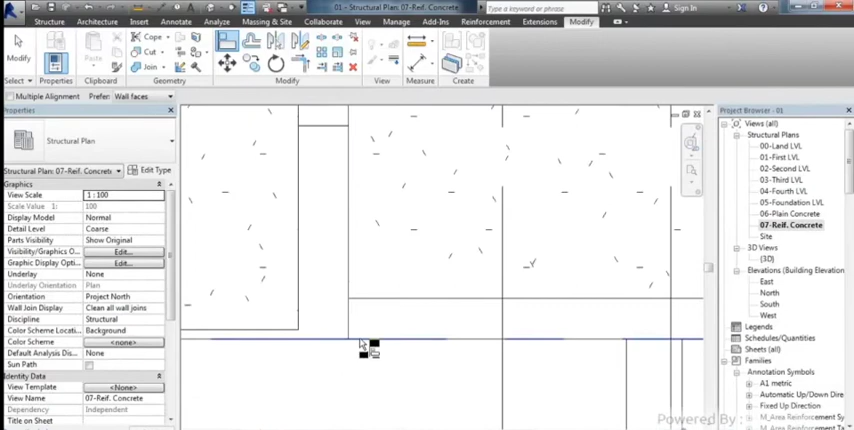 01 - Structural Plan: 07-Reif. Concrete
Type a keyword or phrase
Sign In
Structure Architecture Insert Annotate Analyze Massing & Site Collaborate View Manage Add-Ins Reinforcement Extensions Modify
Modify
Properties
Cope
Cut
Join
Select Properties Clipboard Geometry Modify View Measure Create
Multiple Alignment Prefer: Wall faces
Properties
Structural Plan
Structural Plan: 07-Reif. Concrete Edit Type
Graphics
View Scale 1 : 100
Scale Value 1: 100
Display Model Normal
Detail Level Coarse
Parts Visibility Show Original
Visibility/Graphics O... Edit...
Graphic Display Opti... Edit...
Underlay None
Underlay Orientation Plan
Orientation Project North
Wall Join Display Clean all wall joins
Discipline Structural
Color Scheme Locati... Background
Color Scheme <none>
Default Analysis Dis... None
Sun Path
Identity Data
View Template <None>
View Name 07-Reif. Concrete
Dependency Independent
Title on Sheet
Project Browser - 01
Views (all)
Structural Plans
00-Land LVL
01-First LVL
02-Second LVL
03-Third LVL
04-Fourth LVL
05-Foundation LVL
06-Plain Concrete
07-Reif. Concrete
Site
3D Views
{3D}
Elevations (Building Elevation
East
North
South
West
Legends
Schedules/Quantities
Sheets (all)
Families
Annotation Symbols
A1 metric
Automatic Up/Down Dire
Fixed Up Direction
M_Area Reinforcement Sy
M_Area Reinforcement Ta
Powered By :